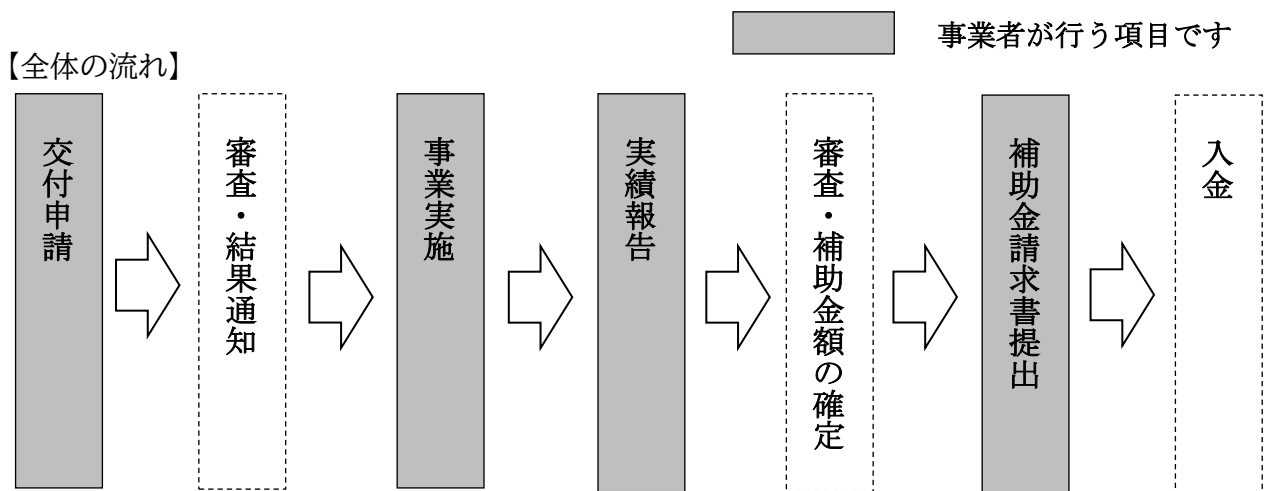 事業者が行う項目です
【全体の流れ】
交付申請
審査・結果通知
事業実施
実績報告
審査・補助金額の確定
補助金請求書提出
入金